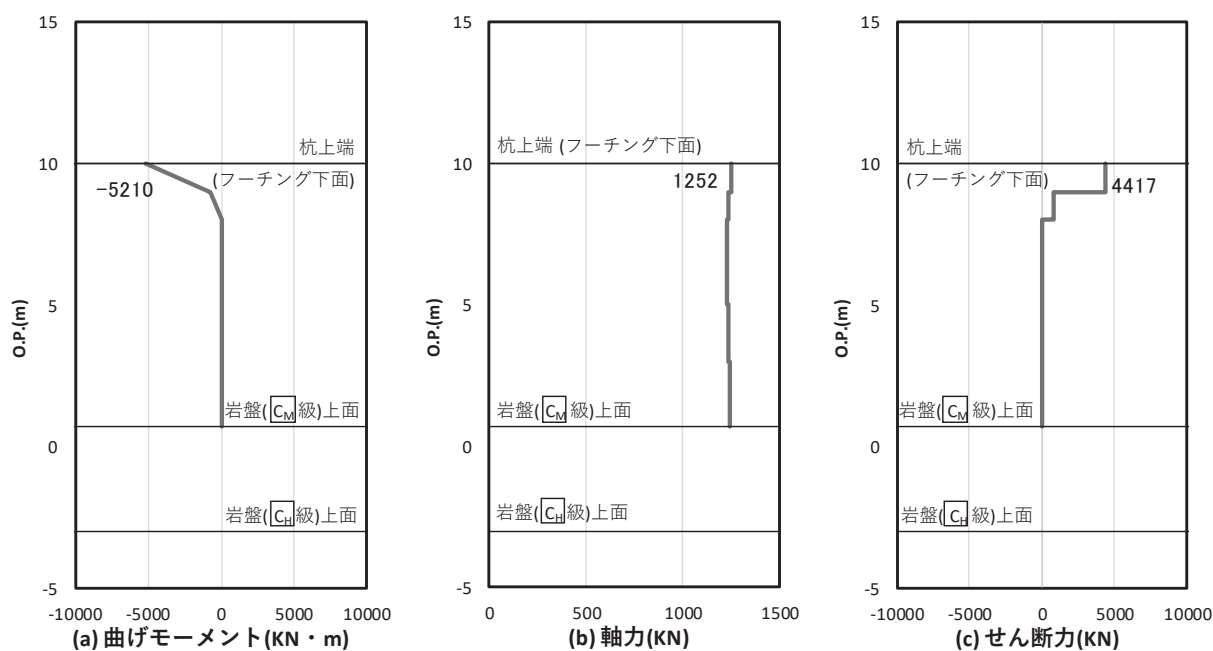 15
10
5
0
-5
O.P.(m)
杭上端
(フーチング下面)
-5210
岩盤(CM級)上面
岩盤(CH級)上面
-10000 -5000 0 5000 10000
(a) 曲げモーメント(KN・m)
15
10
5
0
-5
O.P.(m)
杭上端 (フーチング下面)
1252
岩盤(CM級)上面
岩盤(CH級)上面
0 500 1000 1500
(b) 軸力(KN)
15
10
5
0
-5
O.P.(m)
杭上端
(フーチング下面)
4417
岩盤(CM級)上面
岩盤(CH級)上面
-10000 -5000 0 5000 10000
(c) せん断力(KN)